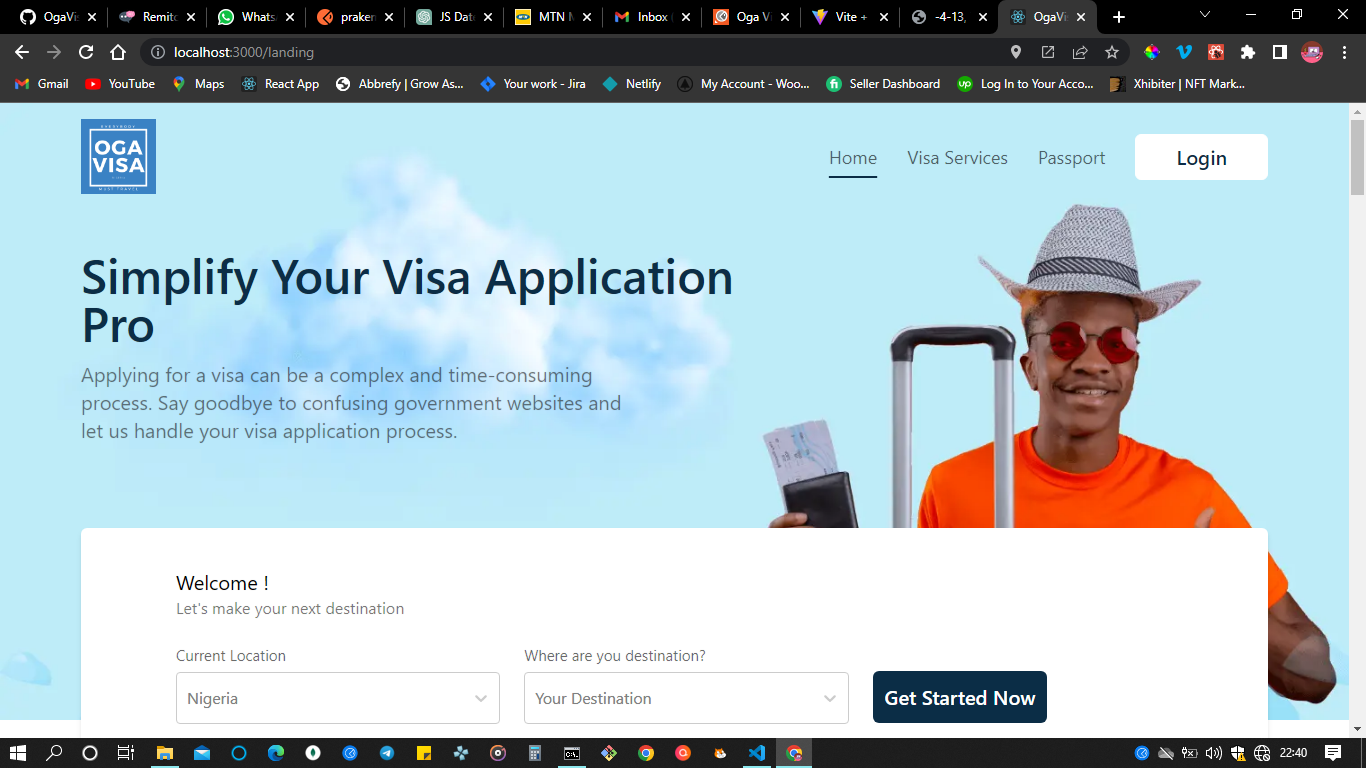 OgaVi
Remito
Whats
praken
JS Dat
MTN M
Inbox
Oga V
Vite +
-4-13,
OgaVi
localhost:3000/landing
Gmail
YouTube
Maps
React App
Abbrefy | Grow As...
Your work - Jira
Netlify
My Account - Woo...
Seller Dashboard
Log In to Your Acco...
Xhibiter | NFT Mark...
OGA
VISA
MUST TRAVEL
Home
Visa Services
Passport
Login
Simplify Your Visa Application
Pro
Applying for a visa can be a complex and time-consuming
process. Say goodbye to confusing government websites and
let us handle your visa application process.
Welcome !
Let's make your next destination
Current Location
Where are you destination?
Nigeria
Your Destination
Get Started Now
22:40